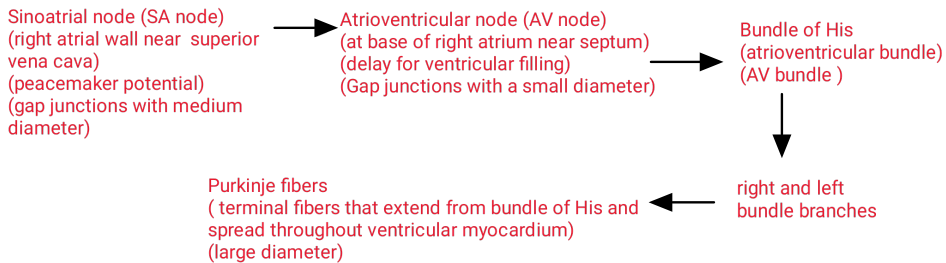 Sinoatrial node (SA node)
(right atrial wall near superior
vena cava)
(peacemaker potential)
(gap junctions with medium
diameter)
Atrioventricular node (AV node)
(at base of right atrium near septum)
(delay for ventricular filling)
(Gap junctions with a small diameter)
Bundle of His
(atrioventricular bundle)
(AV bundle )
right and left
bundle branches
Purkinje fibers
( terminal fibers that extend from bundle of His and
spread throughout ventricular myocardium)
(large diameter)